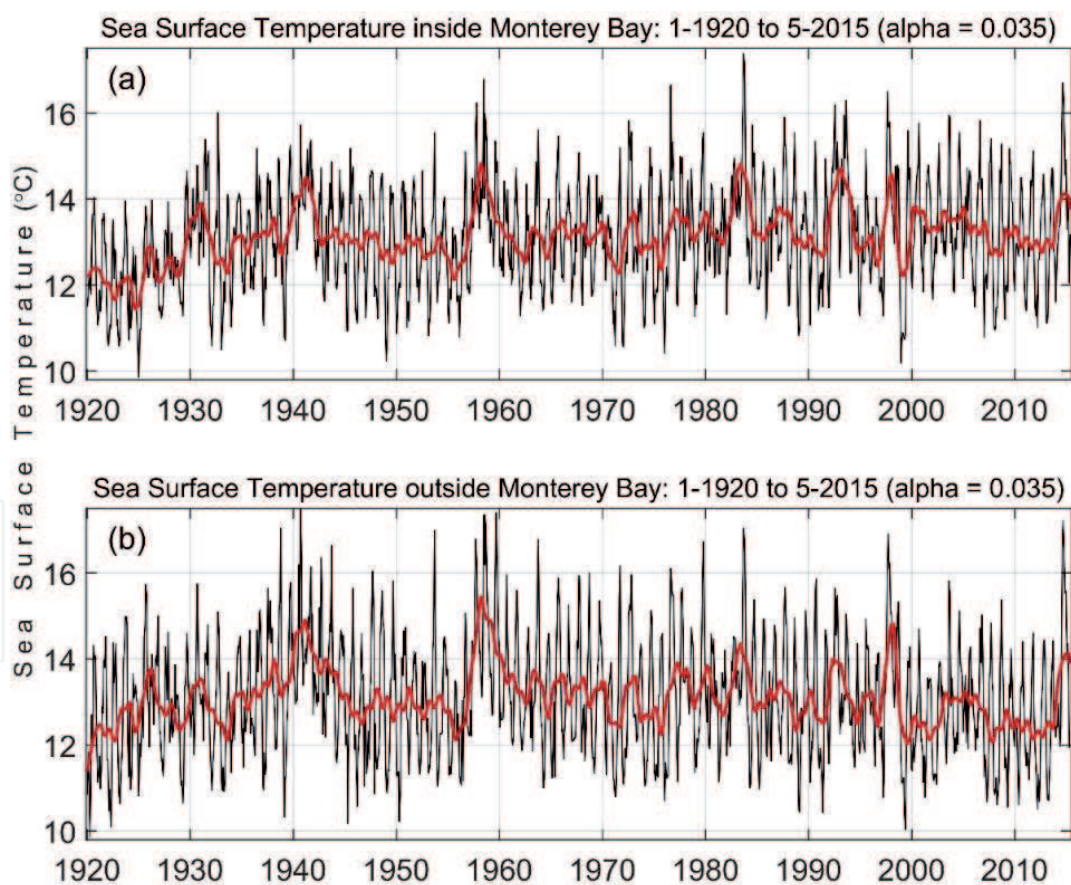 Sea Surface Temperature inside Monterey Bay: 1-1920 to 5-2015 (alpha = 0.035)
(a)
16
14
12
10
1920 1930 1940 1950 1960 1970 1980 1990 2000 2010
Sea Surface Temperature (°C)
Sea Surface Temperature outside Monterey Bay: 1-1920 to 5-2015 (alpha = 0.035)
(b)
16
14
12
10
1920 1930 1940 1950 1960 1970 1980 1990 2000 2010